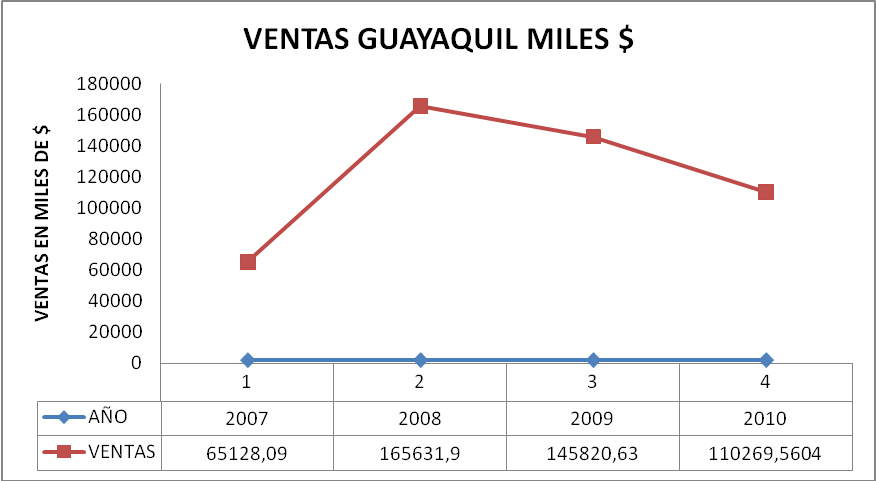 VENTAS GUAYAQUIL MILES $
VENTAS EN MILES DE $
180000
160000
140000
120000
100000
80000
60000
40000
20000
0
1 2 3 4
AÑO 2007 2008 2009 2010
VENTAS 65128,09 165631,9 145820,63 110269,5604